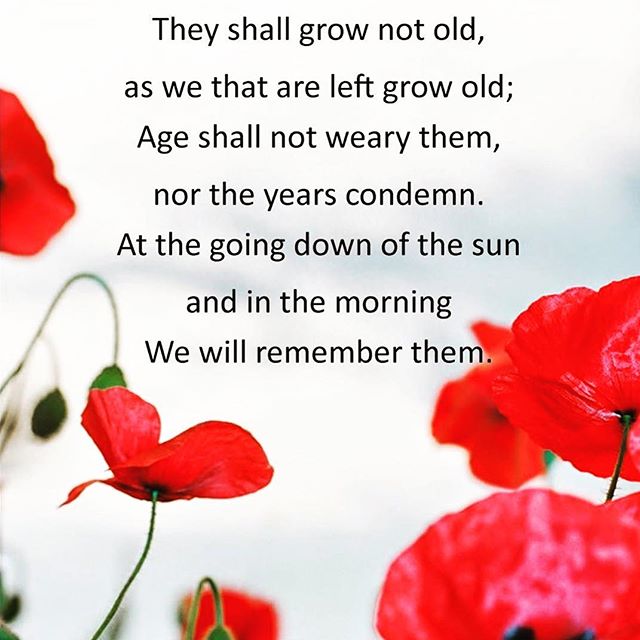 They shall grow not old,
as we that are left grow old;
Age shall not weary them,
nor the years condemn.
At the going down of the sun
and in the morning
We will remember them.